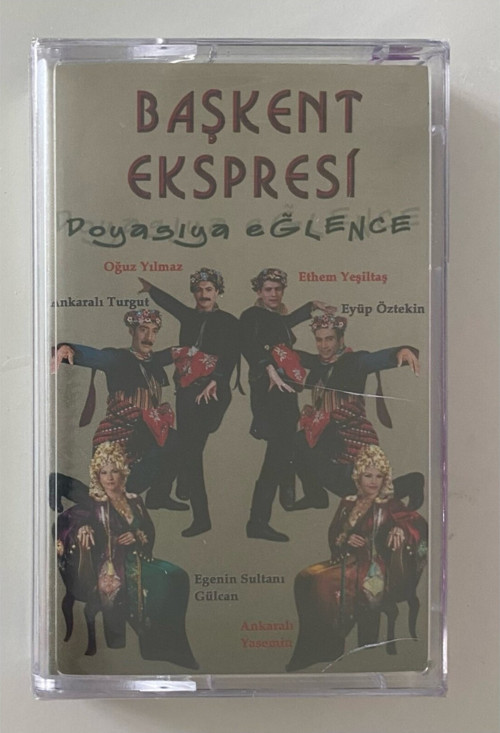 BAŞKENT
EKSPRESİ
Doyasıya eĞLENCE
Oğuz Yılmaz
Ethem Yeşiltaş
Ankaralı Turgut
Eyüp Öztekin
Egenin Sultanı
Gülcan
Ankaralı
Yasemin